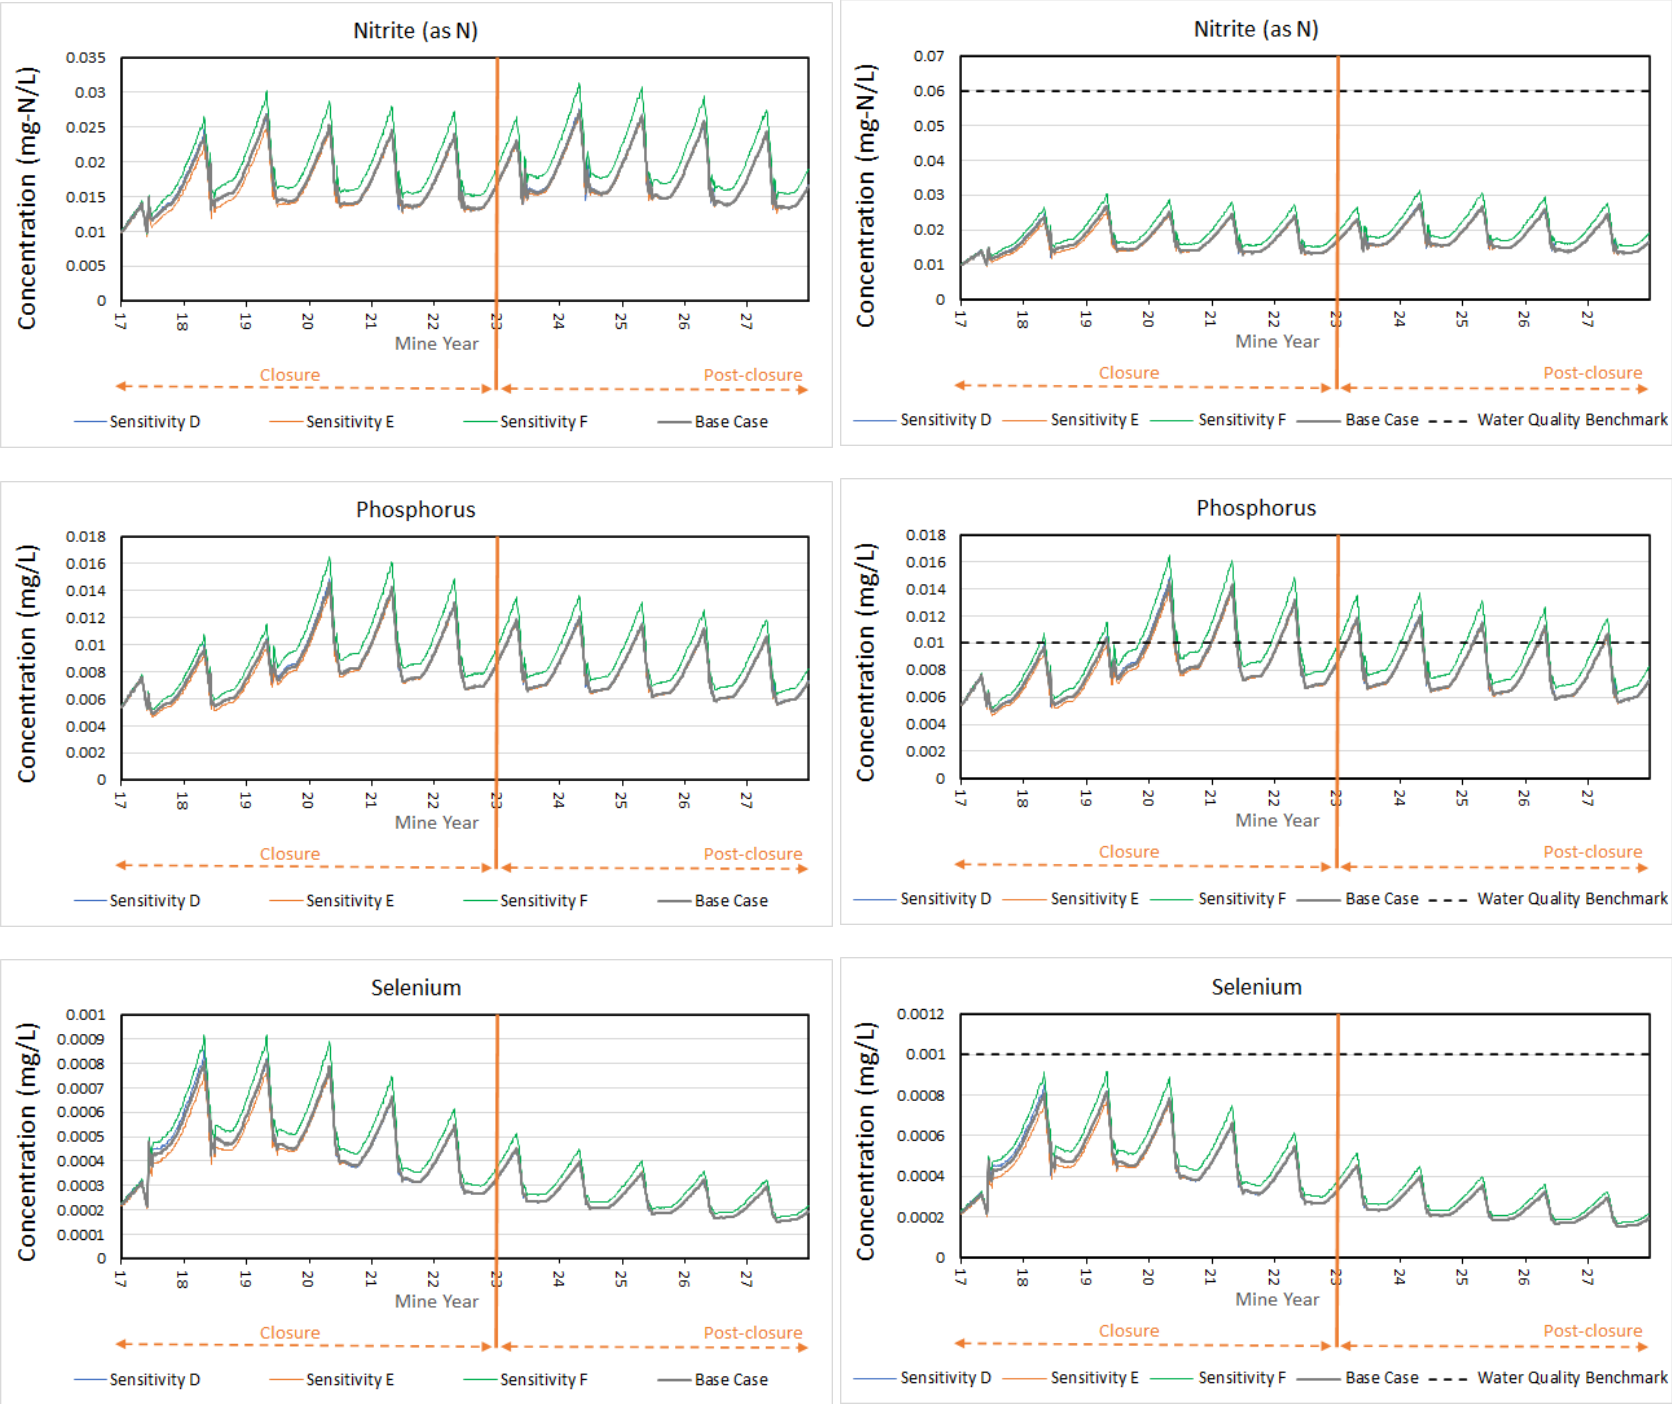 Nitrite (as N)
Concentration (mg-N/L)
0.035
0.03
0.025
0.02
0.015
0.01
0.005
0
17 18 19 20 21 22 23 24 25 26 27
Mine Year
Closure Post-closure
Sensitivity D Sensitivity E Sensitivity F Base Case
Nitrite (as N)
Concentration (mg-N/L)
0.07
0.06
0.05
0.04
0.03
0.02
0.01
0
17 18 19 20 21 22 23 24 25 26 27
Mine Year
Closure Post-closure
Sensitivity D Sensitivity E Sensitivity F Base Case Water Quality Benchmark
Phosphorus
Concentration (mg/L)
0.018
0.016
0.014
0.012
0.01
0.008
0.006
0.004
0.002
0
17 18 19 20 21 22 23 24 25 26 27
Mine Year
Closure Post-closure
Sensitivity D Sensitivity E Sensitivity F Base Case
Phosphorus
Concentration (mg/L)
0.018
0.016
0.014
0.012
0.01
0.008
0.006
0.004
0.002
0
17 18 19 20 21 22 23 24 25 26 27
Mine Year
Closure Post-closure
Sensitivity D Sensitivity E Sensitivity F Base Case Water Quality Benchmark
Selenium
Concentration (mg/L)
0.001
0.0009
0.0008
0.0007
0.0006
0.0005
0.0004
0.0003
0.0002
0.0001
0
17 18 19 20 21 22 23 24 25 26 27
Mine Year
Closure Post-closure
Sensitivity D Sensitivity E Sensitivity F Base Case
Selenium
Concentration (mg/L)
0.0012
0.001
0.0008
0.0006
0.0004
0.0002
0
17 18 19 20 21 22 23 24 25 26 27
Mine Year
Closure Post-closure
Sensitivity D Sensitivity E Sensitivity F Base Case Water Quality Benchmark